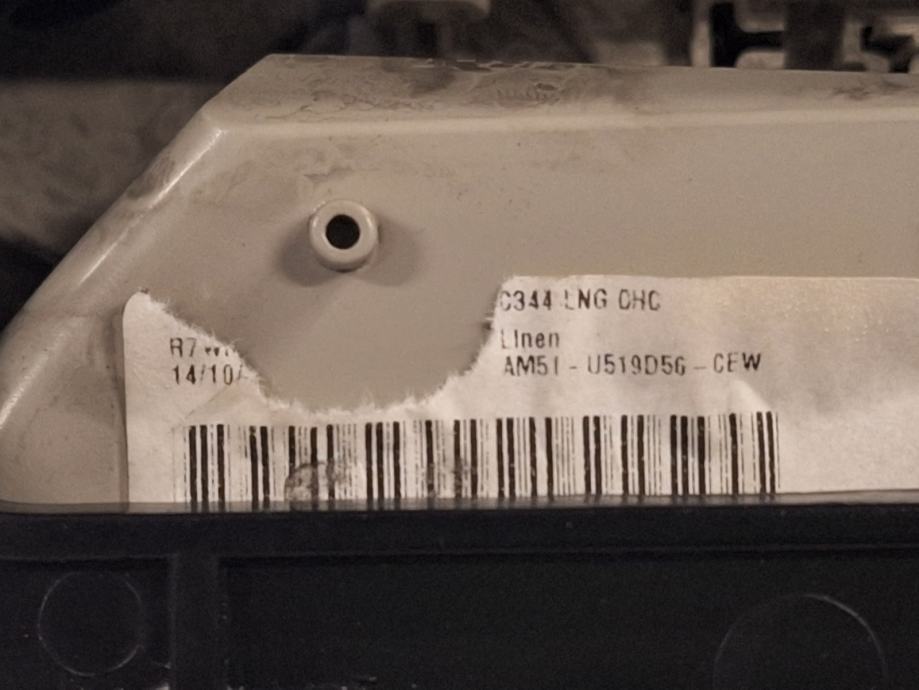 C344 LNG OHC
Linen
R7
14/10/
AM51-U519D56-CEW